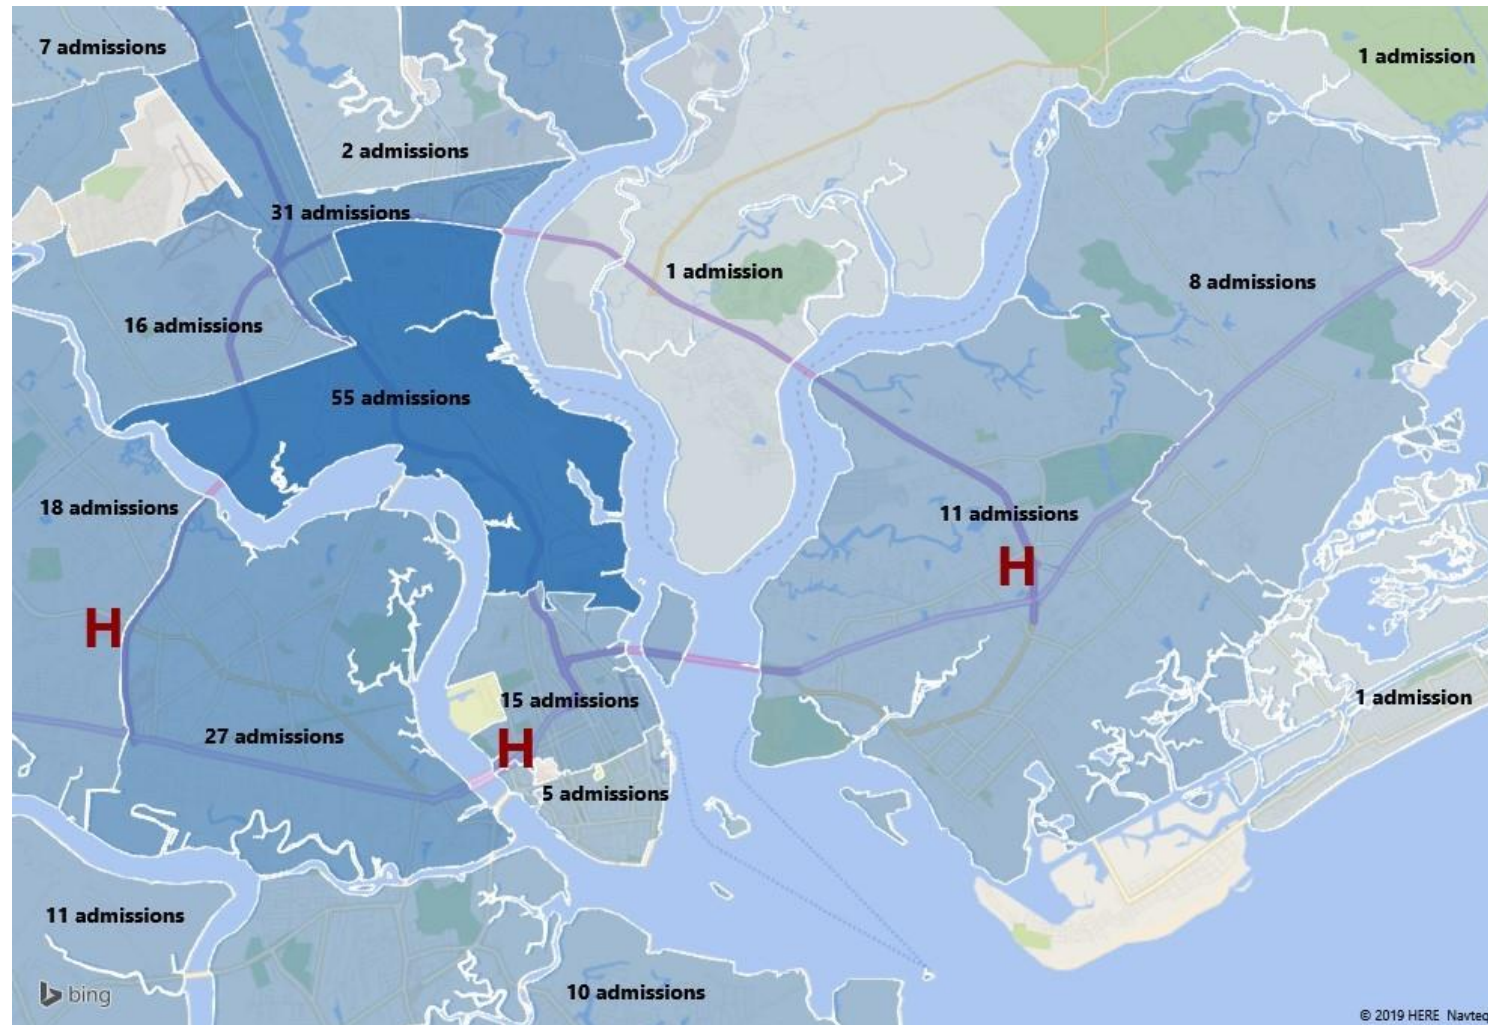 7 admissions
1 admission
2 admissions
31 admissions
1 admission
8 admissions
16 admissions
55 admissions
18 admissions
11 admissions
H
H
15 admissions
1 admission
27 admissions
H
5 admissions
11 admissions
10 admissions
bing
© 2019 HERE Navteq